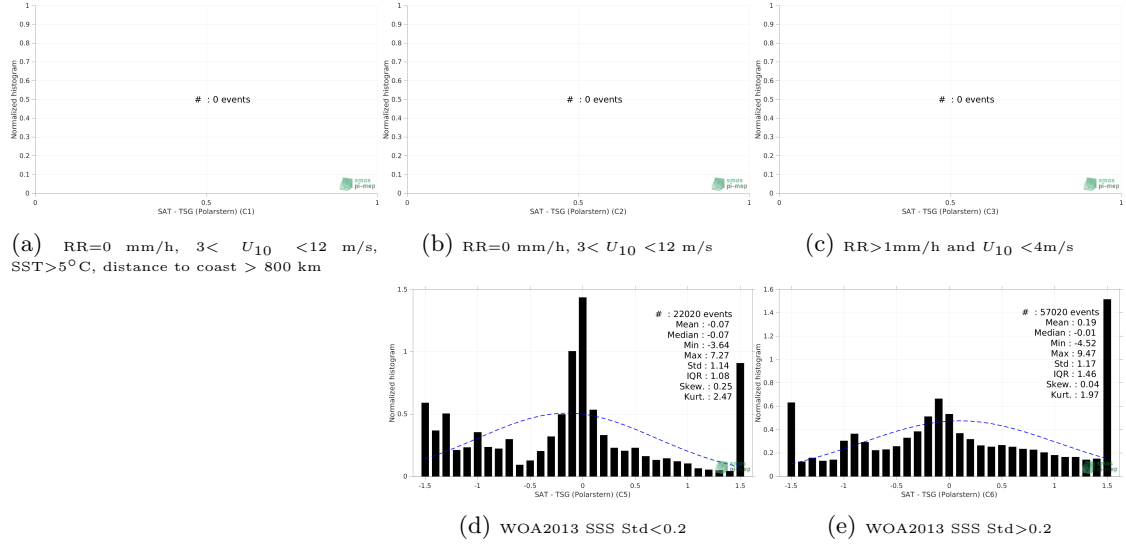 Normalized histogram
1
0.9
0.8
0.7
0.6
0.5
0.4
0.3
0.2
0.1
0
# : 0 events
smos
pi-mep
0 0.5 1
SAT - TSG (Polarstern) (C1)
(a) RR=0 mm/h, 3< U10 <12 m/s,
SST>5°C, distance to coast > 800 km
Normalized histogram
1
0.9
0.8
0.7
0.6
0.5
0.4
0.3
0.2
0.1
0
# : 0 events
smos
pi-mep
0 0.5 1
SAT - TSG (Polarstern) (C2)
(b) RR=0 mm/h, 3< U10 <12 m/s
Normalized histogram
1
0.9
0.8
0.7
0.6
0.5
0.4
0.3
0.2
0.1
0
# : 0 events
smos
pi-mep
0 0.5 1
SAT - TSG (Polarstern) (C3)
(c) RR>1mm/h and U10 <4m/s
Normalized histogram
1.5
1
0.5
0
# : 22020 events
Mean : -0.07
Median : -0.07
Min : -3.64
Max : 7.27
Std : 1.14
IQR : 1.08
Skew. : 0.25
Kurt. : 2.47
-1.5 -1 -0.5 0 0.5 1 1.5
SAT - TSG (Polarstern) (C5)
(d) WOA2013 SSS Std<0.2
Normalized histogram
1.6
1.4
1.2
1
0.8
0.6
0.4
0.2
0
# : 57020 events
Mean : 0.19
Median : -0.01
Min : -4.52
Max : 9.47
Std : 1.17
IQR : 1.46
Skew. : 0.04
Kurt. : 1.97
-1.5 -1 -0.5 0 0.5 1 1.5
SAT - TSG (Polarstern) (C6)
(e) WOA2013 SSS Std>0.2